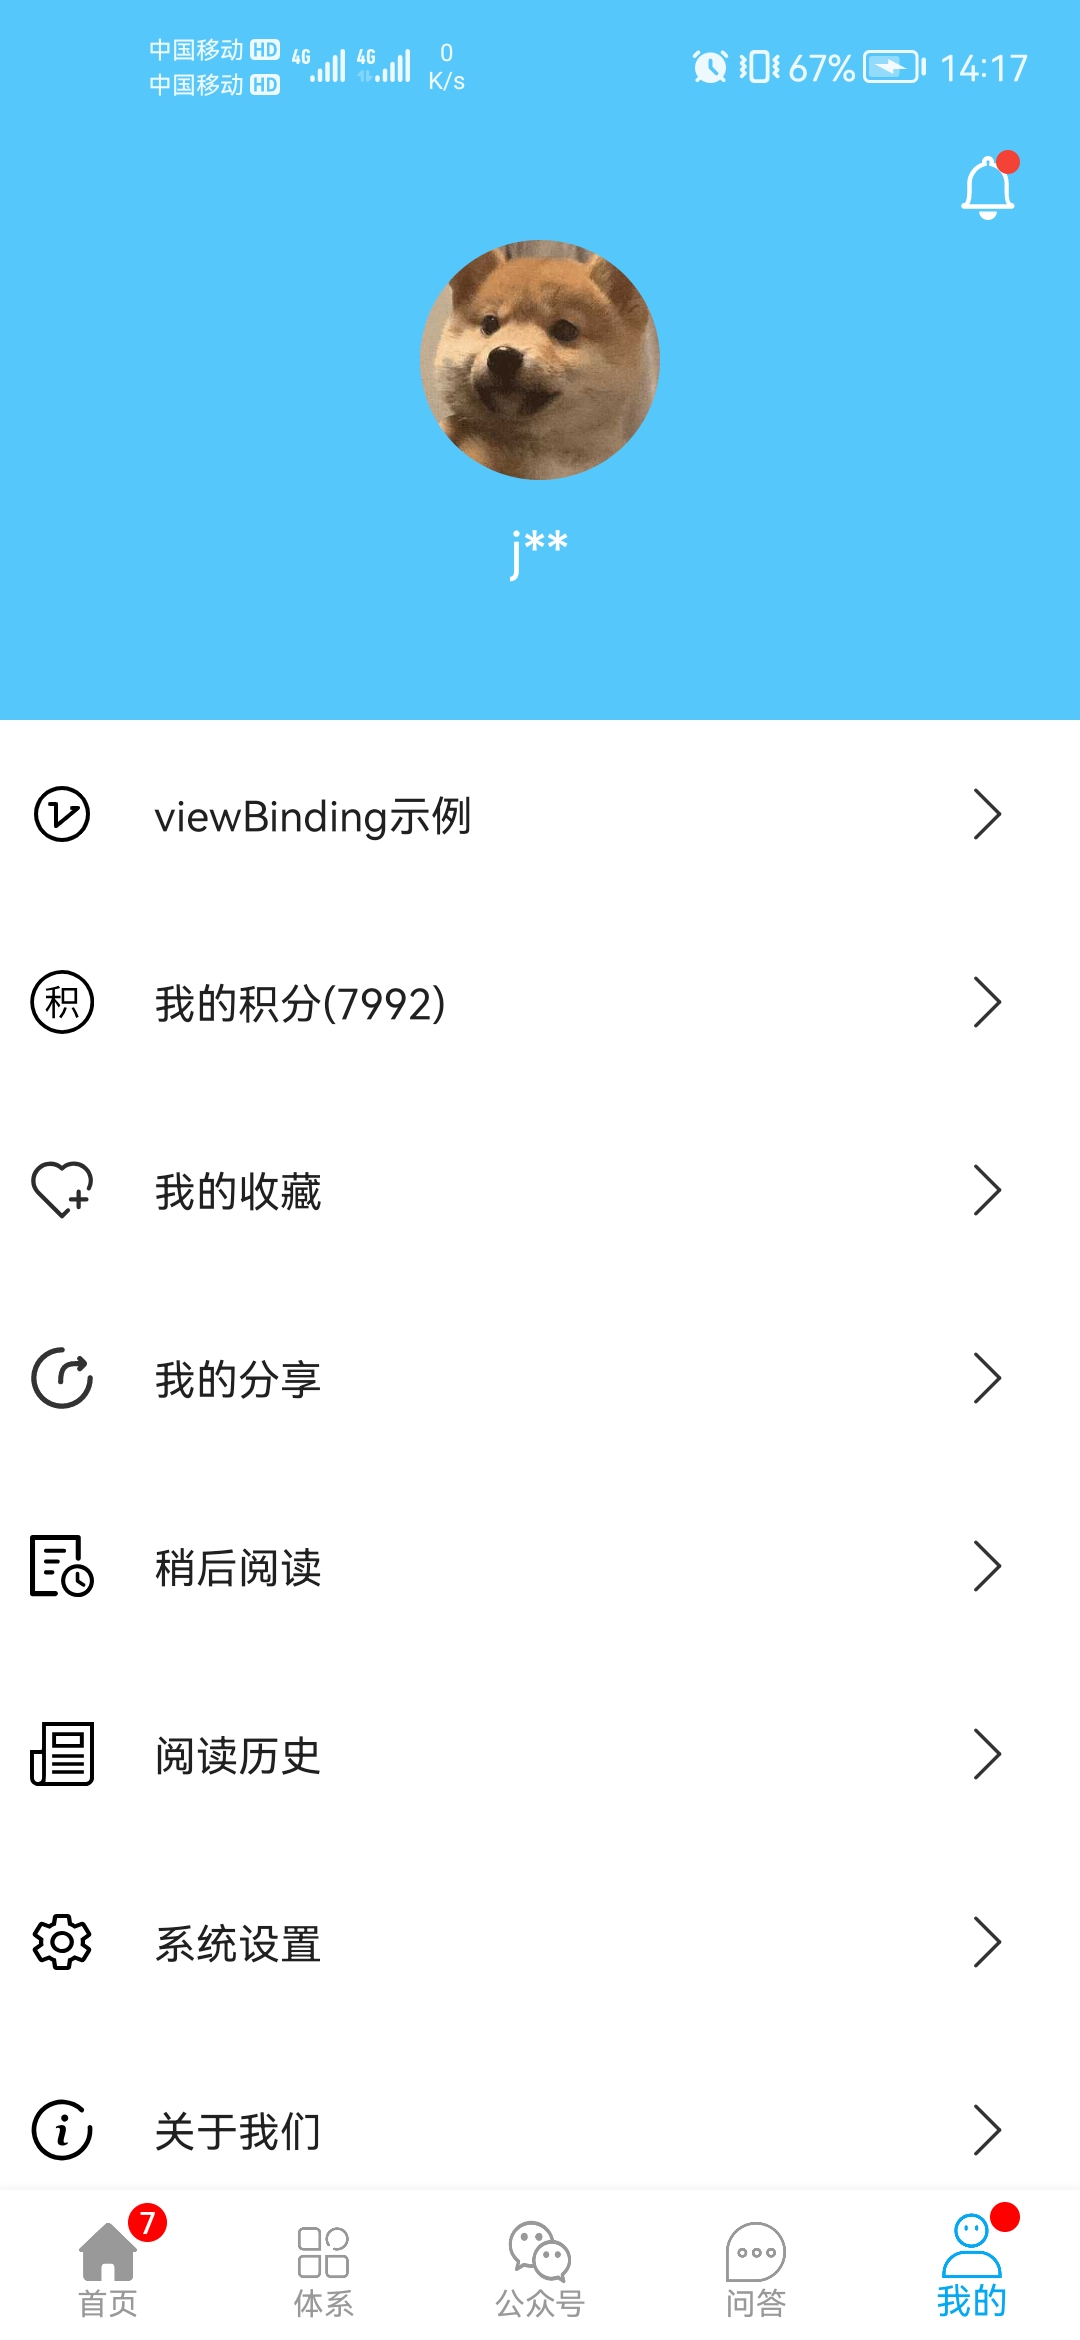 中国移动 HD 4G 4G 0
中国移动 HD K/s 67% 14:17
j**
viewBinding示例
积 我的积分(7992)
我的收藏
我的分享
稍后阅读
阅读历史
系统设置
i 关于我们
7
首页 体系 公众号 问答 我的